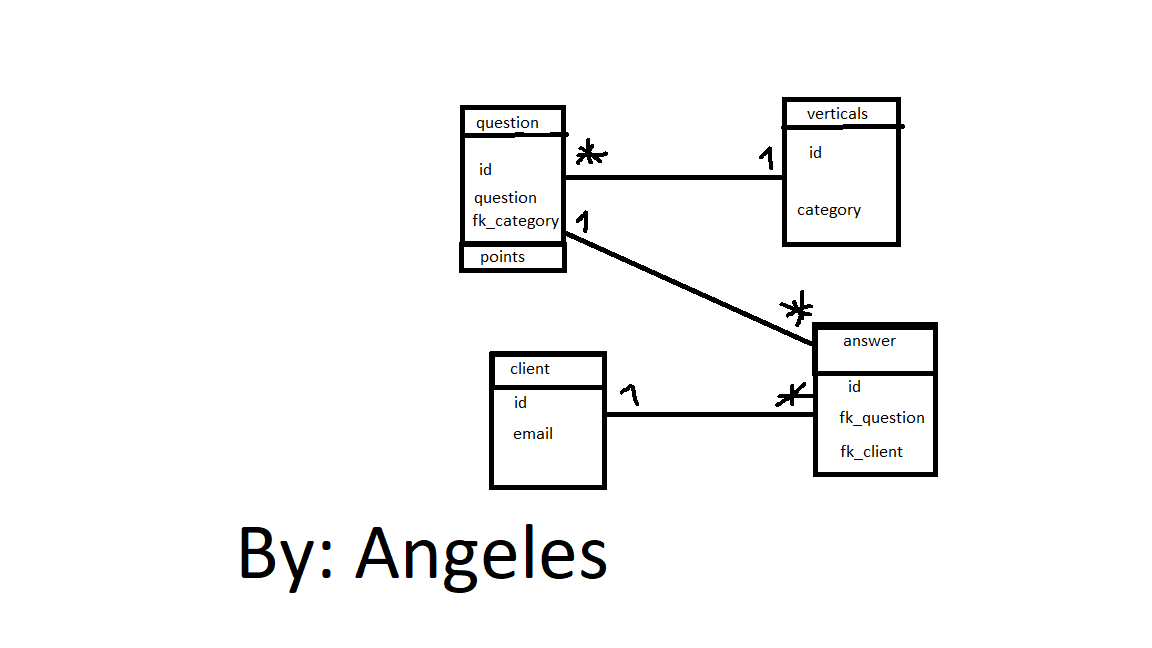 question
id
question
fk_category
points
*
1
verticals
id
category
1
*
client
id
email
1
*
answer
id
fk_question
fk_client
By: Angeles